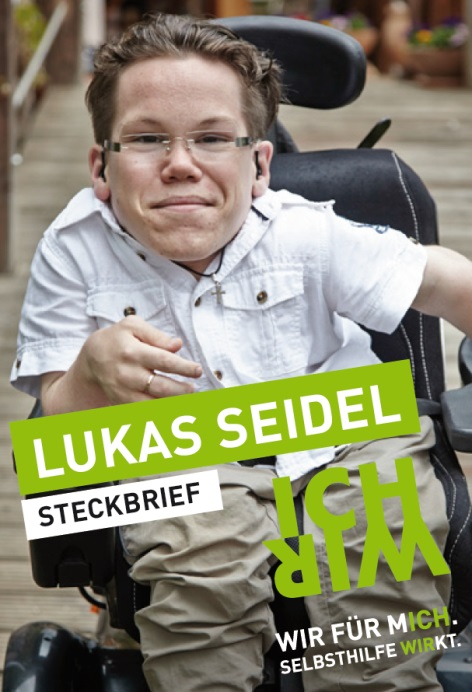 LUKAS SEIDEL
STECKBRIEF
ICH
WIR
WIR FÜR MICH.
SELBSTHILFE WIRKT.